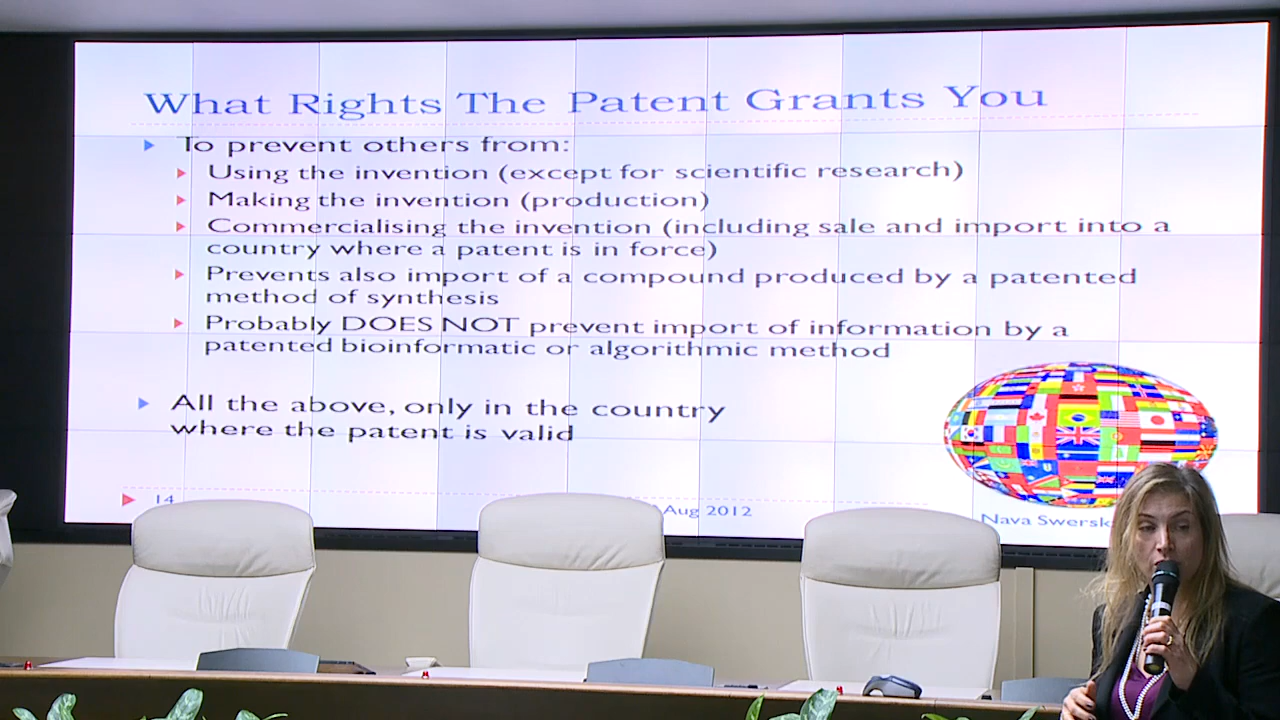 What Rights The Patent Grants You
To prevent others from:
Using the invention (except for scientific research)
Making the invention (production)
Commercialising the invention (including sale and import into a
country where a patent is in force)
Prevents also import of a compound produced by a patented
method of synthesis
Probably DOES NOT prevent import of information by a
patented bioinformatic or algorithmic method
All the above, only in the country
where the patent is valid
14
Aug 2012
Nava